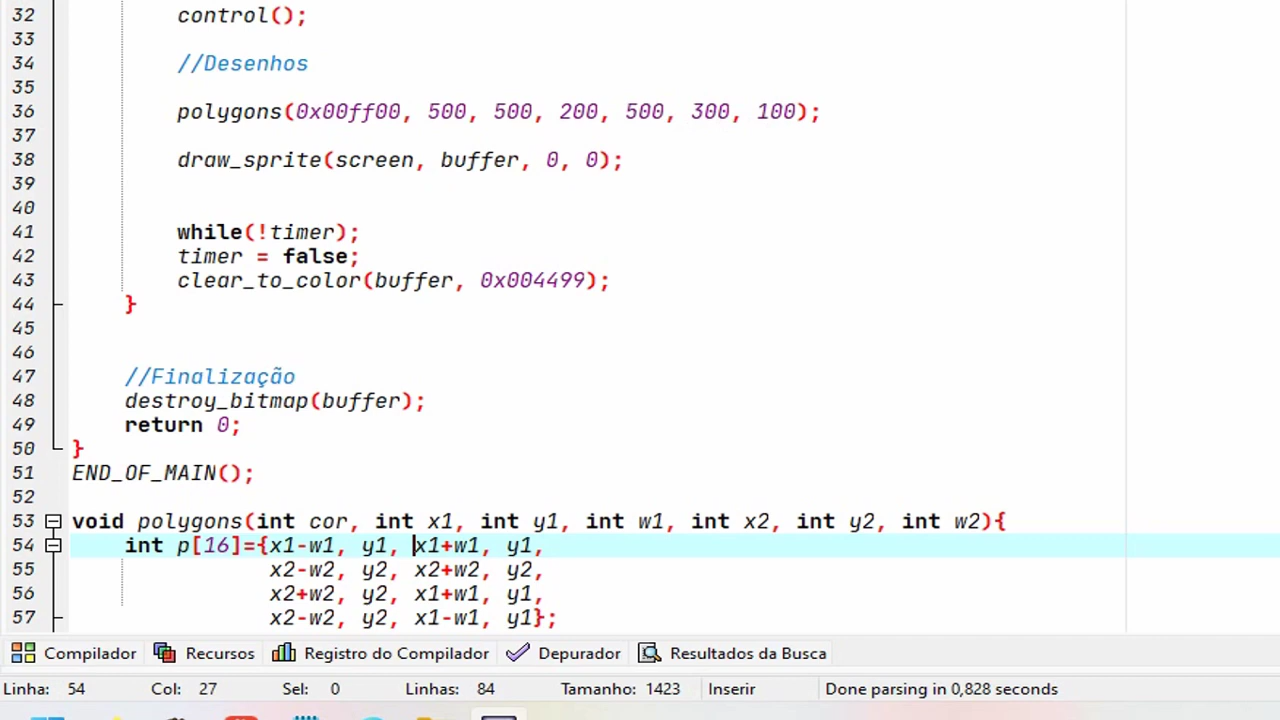 32 control();
33
34 //Desenhos
35
36 polygons(0x00ff00, 500, 500, 200, 500, 300, 100);
37
38 draw_sprite(screen, buffer, 0, 0);
39
40
41 while(!timer);
42 timer = false;
43 clear_to_color(buffer, 0x004499);
44 }
45
46
47 //Finalização
48 destroy_bitmap(buffer);
49 return 0;
50 }
51 END_OF_MAIN();
52
53 void polygons(int cor, int x1, int y1, int w1, int x2, int y2, int w2){
54 int p[16]={x1-w1, y1, x1+w1, y1,
55 x2-w2, y2, x2+w2, y2,
56 x2+w2, y2, x1+w1, y1,
57 x2-w2, y2, x1-w1, y1};
Compilador Recursos Registro do Compilador Depurador Resultados da Busca
Linha: 54 Col: 27 Sel: 0 Linhas: 84 Tamanho: 1423 Inserir Done parsing in 0,828 seconds